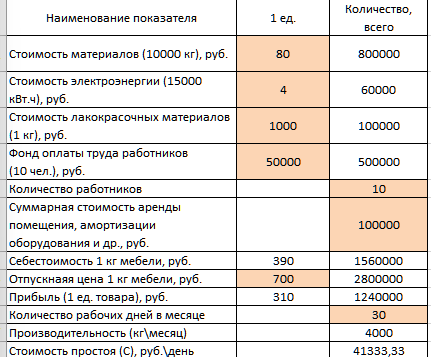 Наименование показателя 1 ед. Количество,
всего
Стоимость материалов (10000 кг), руб. 80 800000
Стоимость электроэнергии (15000
кВт.ч), руб. 4 60000
Стоимость лакокрасочных материалов
(1 кг), руб. 1000 100000
Фонд оплаты труда работников
(10 чел.), руб. 50000 500000
Количество работников 10
Суммарная стоимость аренды
помещения, амортизации
оборудования и др., руб. 100000
Себестоимость 1 кг мебели, руб. 390 1560000
Отпускнаяя цена 1 кг мебели, руб. 700 2800000
Прибыль (1 ед. товара), руб. 310 1240000
Количество рабочих дней в месяце 30
Производительность (кг\месяц) 4000
Стоимость простоя (С), руб.\день 41333,33